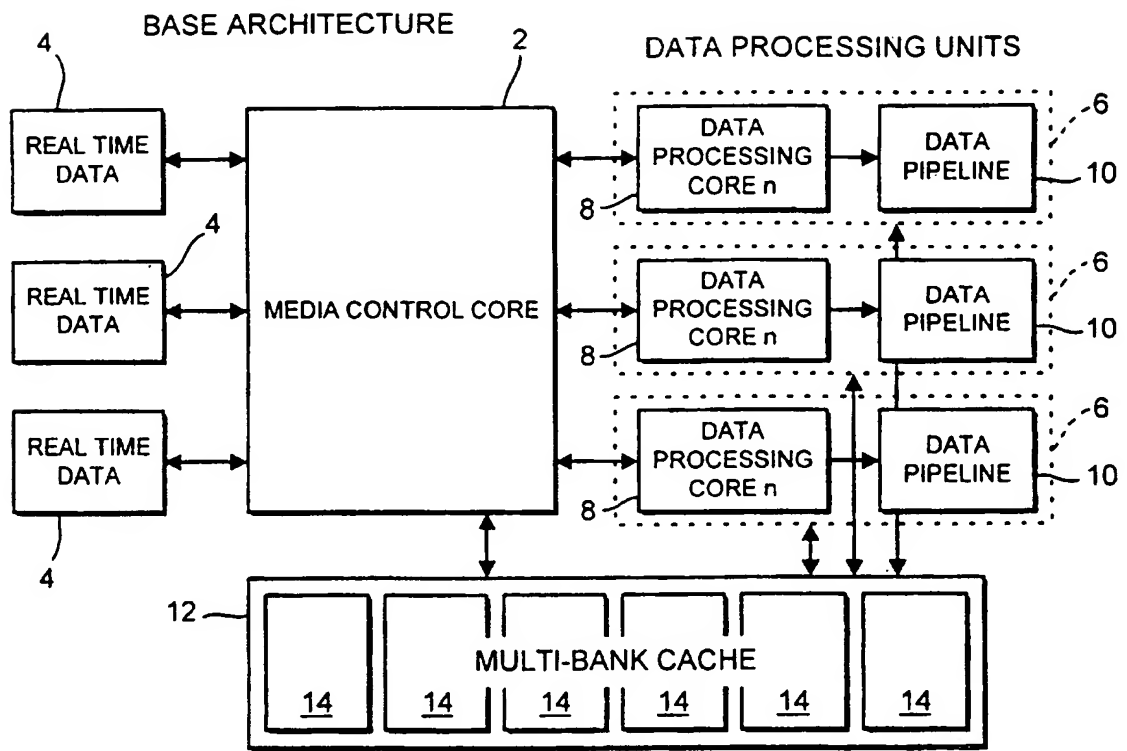 BASE ARCHITECTURE
DATA PROCESSING UNITS
4
2
REAL TIME
DATA
MEDIA CONTROL CORE
DATA
PROCESSING
CORE n
DATA
PIPELINE
6
10
8
4
REAL TIME
DATA
DATA
PROCESSING
CORE n
DATA
PIPELINE
6
10
8
REAL TIME
DATA
4
DATA
PROCESSING
CORE n
DATA
PIPELINE
6
10
8
12
MULTI-BANK CACHE
14 14 14 14 14 14